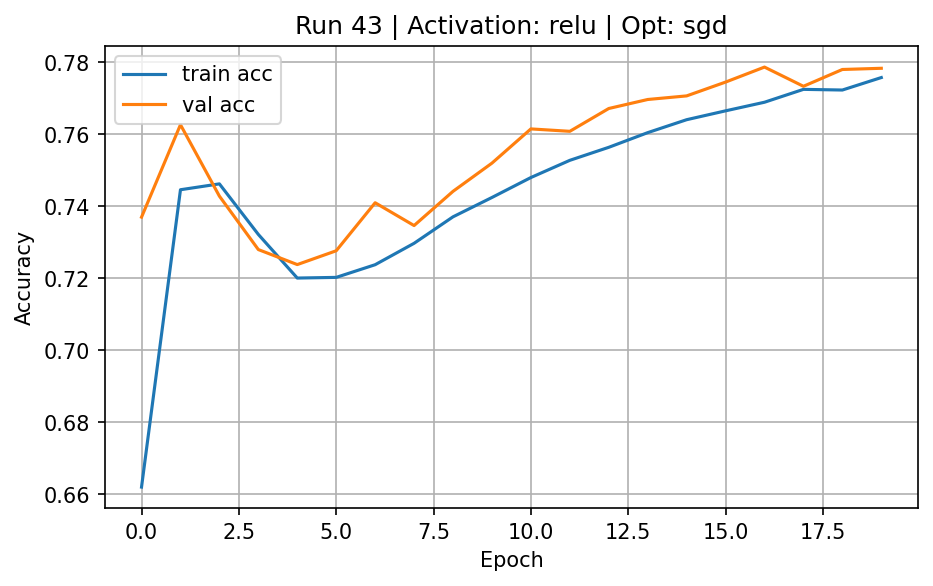 Run 43 | Activation: relu | Opt: sgd
train acc
val acc
0.78
0.76
0.74
0.72
0.70
0.68
0.66
Accuracy
0.0 2.5 5.0 7.5 10.0 12.5 15.0 17.5
Epoch